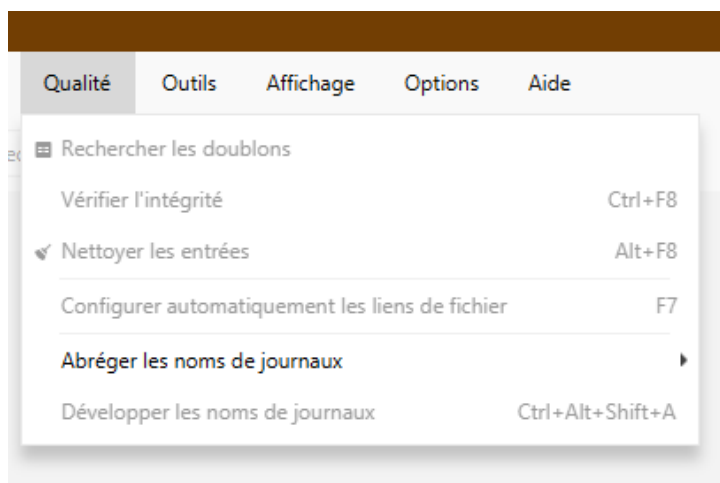 Qualité Outils Affichage Options Aide
Rechercher les doublons
Vérifier l'intégrité Ctrl+F8
Nettoyer les entrées Alt+F8
Configurer automatiquement les liens de fichier F7
Abréger les noms de journaux
Développer les noms de journaux Ctrl+Alt+Shift+A